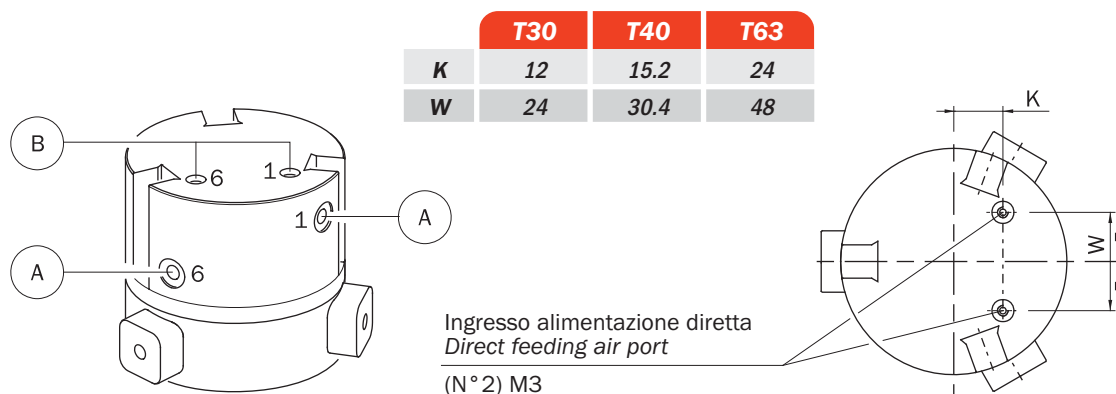 T30 T40 T63
K 12 15.2 24
W 24 30.4 48
K
B
6
1
1
A
A
6
W
Ingresso alimentazione diretta
Direct feeding air port
(N°2) M3